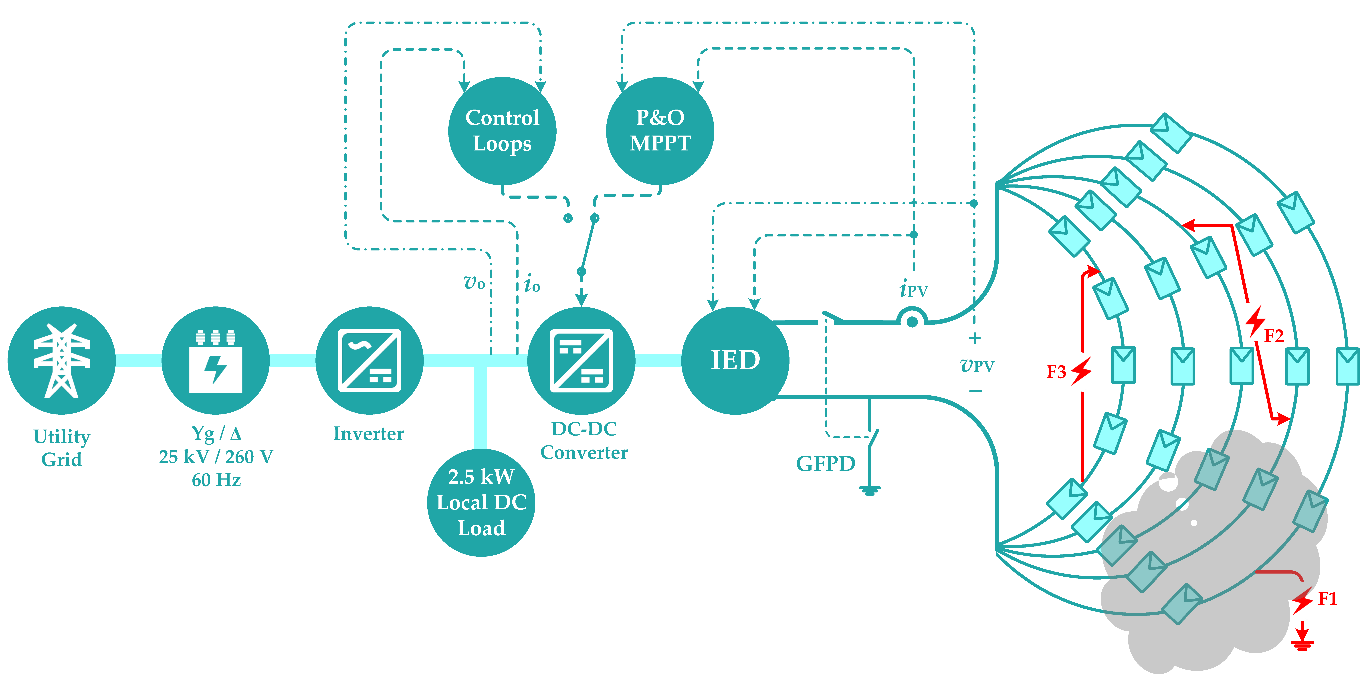 Control
Loops
P&O
MPPT
vo
io
iPV
+
vPV
−
IED
GFPD
Utility
Grid
Yg / Δ
25 kV / 260 V
60 Hz
Inverter
DC-DC
Converter
2.5 kW
Local DC
Load
F3
F2
F1